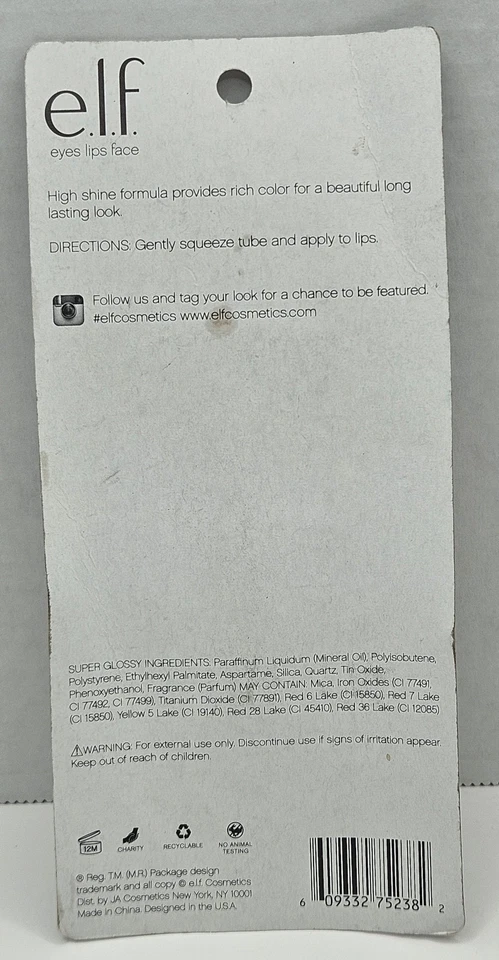 e.l.f.
eyes lips face
High shine formula provides rich color for a beautiful long
lasting look.
DIRECTIONS: Gently squeeze tube and apply to lips.
Follow us and tag your look for a chance to be featured.
#elfcosmetics www.elfcosmetics.com
SUPER GLOSSY INGREDIENTS: Paraffinum Liquidum (Mineral Oil), Polyisobutene,
Polystyrene, Ethylhexyl Palmitate, Aspartame, Silica, Quartz, Tin Oxide,
Phenoxyethanol, Fragrance (Parfum) MAY CONTAIN: Mica, Iron Oxides (CI 77491,
CI 77492, CI 77499), Titanium Dioxide (CI 77891), Red 6 Lake (CI 15850), Red 7 Lake
(CI 15850), Yellow 5 Lake (CI 19140), Red 28 Lake (CI 45410), Red 36 Lake (CI 12085)
⚠WARNING: For external use only. Discontinue use if signs of irritation appear.
Keep out of reach of children.
12M
CHARITY
RECYCLABLE
NO ANIMAL
TESTING
® Reg. T.M. (M.R.) Package design
trademark and all copy © e.l.f. Cosmetics
Dist. by JA Cosmetics New York, NY 10001
Made in China. Designed in the U.S.A.
6 09332 75238 2